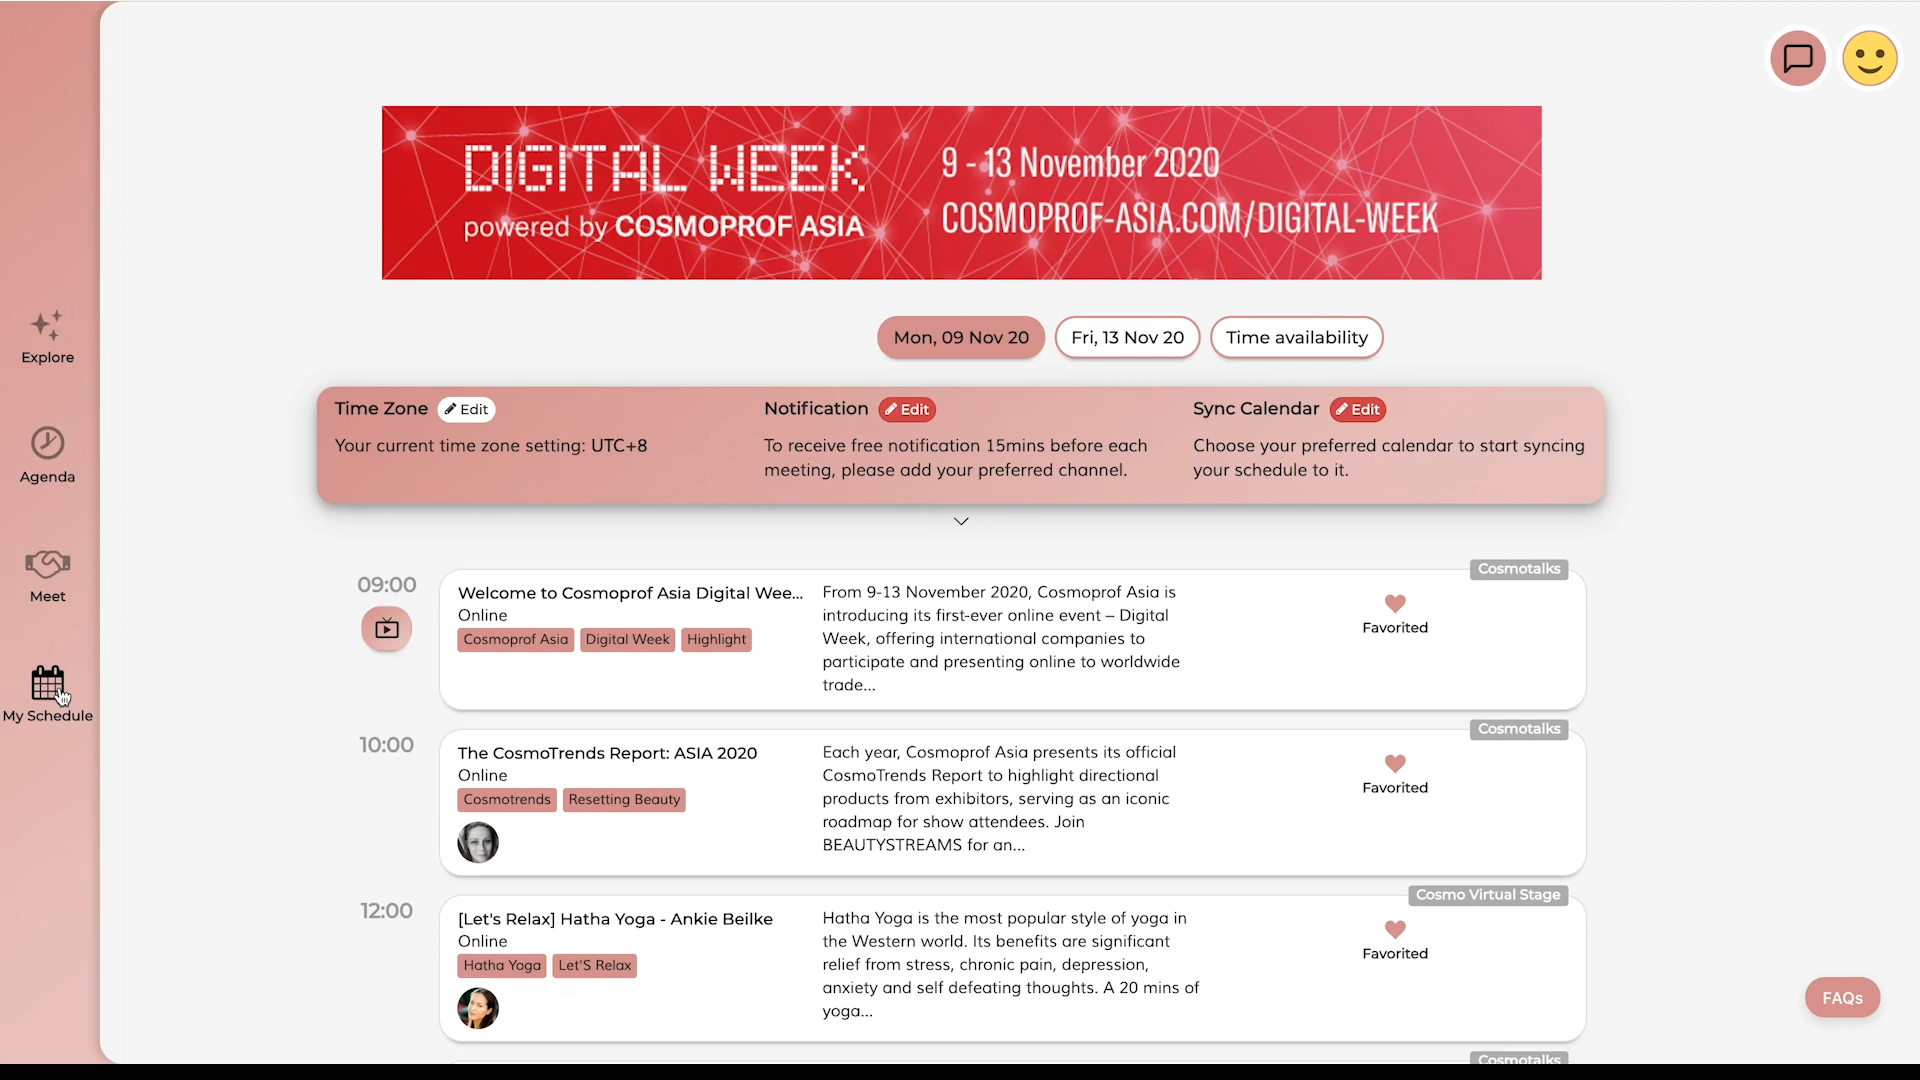 DIGITAL WEEK
powered by COSMOPROF ASIA
9 - 13 November 2020
COSMOPROF-ASIA.COM/DIGITAL-WEEK
Explore
Agenda
Meet
My Schedule
Mon, 09 Nov 20
Fri, 13 Nov 20
Time availability
Time Zone
Edit
Your current time zone setting: UTC+8
Notification
Edit
To receive free notification 15mins before each
meeting, please add your preferred channel.
Sync Calendar
Edit
Choose your preferred calendar to start syncing
your schedule to it.
09:00
Cosmotalks
Welcome to Cosmoprof Asia Digital Wee...
Online
Cosmoprof Asia
Digital Week
Highlight
From 9-13 November 2020, Cosmoprof Asia is
introducing its first-ever online event – Digital
Week, offering international companies to
participate and presenting online to worldwide
trade...
Favorited
10:00
Cosmotalks
The CosmoTrends Report: ASIA 2020
Online
Cosmotrends
Resetting Beauty
Each year, Cosmoprof Asia presents its official
CosmoTrends Report to highlight directional
products from exhibitors, serving as an iconic
roadmap for show attendees. Join
BEAUTYSTREAMS for an...
Favorited
12:00
Cosmo Virtual Stage
[Let's Relax] Hatha Yoga - Ankie Beilke
Online
Hatha Yoga
Let'S Relax
Hatha Yoga is the most popular style of yoga in
the Western world. Its benefits are significant
relief from stress, chronic pain, depression,
anxiety and self defeating thoughts. A 20 mins of
yoga...
Favorited
FAQs
Cosmotalks